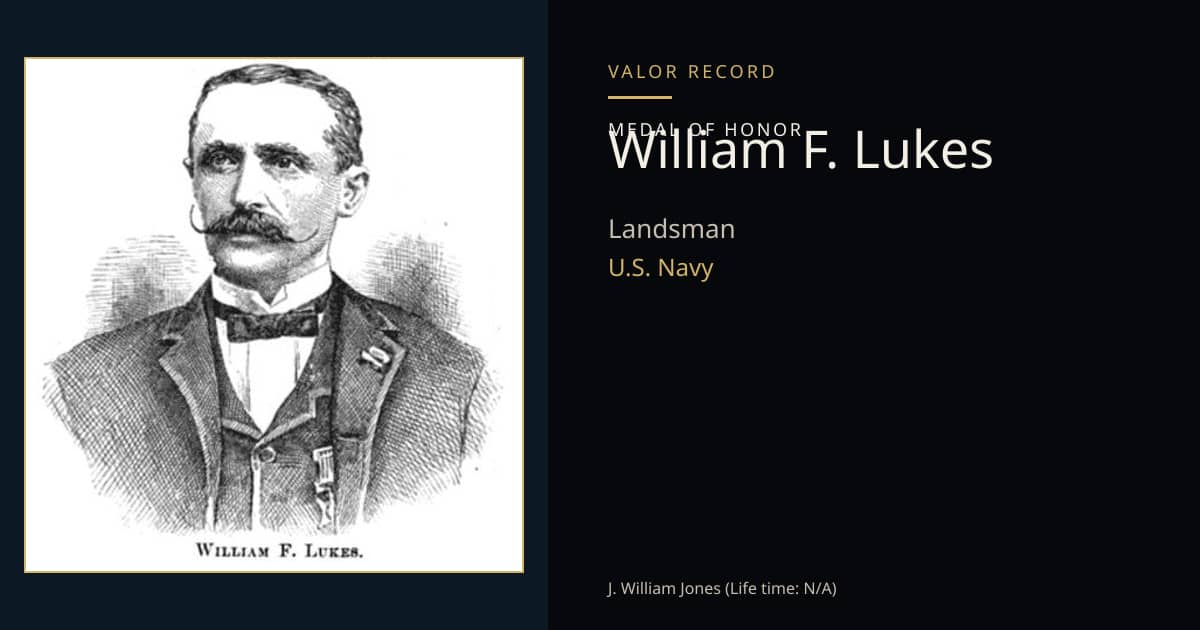 VALOR RECORD
MEDAL OF HONOR
William F. Lukes
Landsman
U.S. Navy
WILLIAM F. LUKES.
J. William Jones (Life time: N/A)